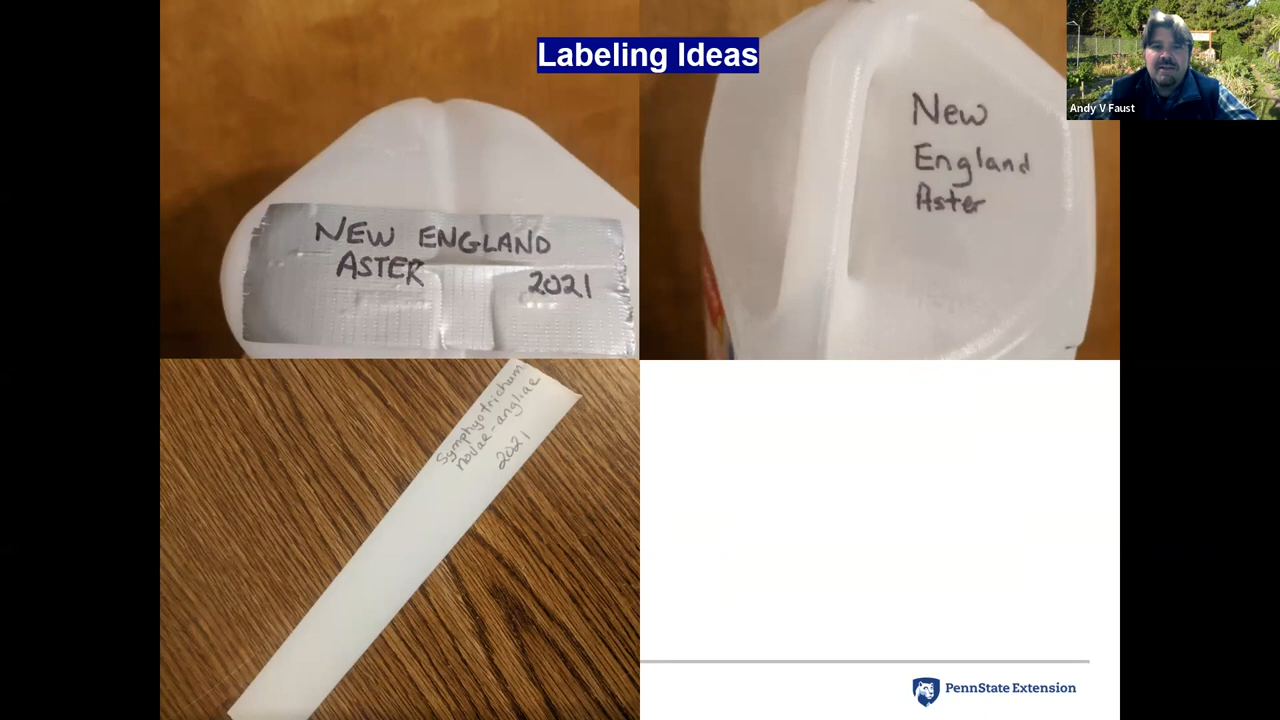 Labeling Ideas
Andy V Faust
NEW ENGLAND
ASTER 2021
New
England
Aster
Symphyotrichum
novae-angliae
2021
PennState Extension